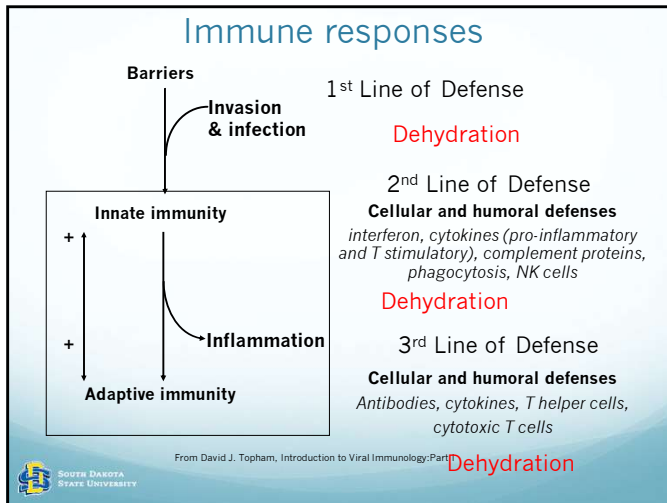 Immune responses
Barriers
Invasion
& infection
1st Line of Defense
Dehydration
Innate immunity
+
+
Inflammation
Adaptive immunity
2nd Line of Defense
Cellular and humoral defenses
interferon, cytokines (pro-inflammatory
and T stimulatory), complement proteins,
phagocytosis, NK cells
Dehydration
3rd Line of Defense
Cellular and humoral defenses
Antibodies, cytokines, T helper cells,
cytotoxic T cells
From David J. Topham, Introduction to Viral Immunology:Part
Dehydration
SOUTH DAKOTA
STATE UNIVERSITY